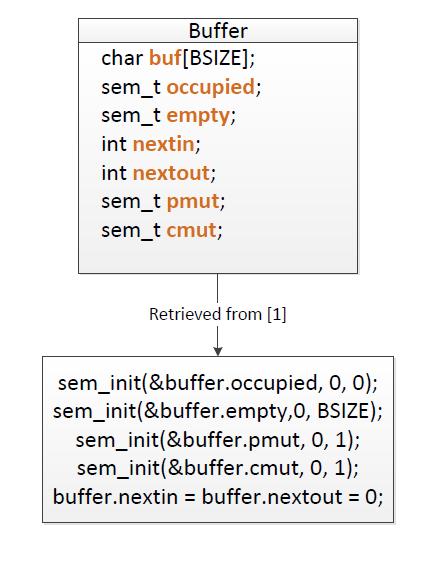 Buffer
char buf[BSIZE];
sem_t occupied;
sem_t empty;
int nextin;
int nextout;
sem_t pmut;
sem_t cmut;
Retrieved from [1]
sem_init(&buffer.occupied, 0, 0);
sem_init(&buffer.empty,0, BSIZE);
sem_init(&buffer.pmut, 0, 1);
sem_init(&buffer.cmut, 0, 1);
buffer.nextin = buffer.nextout = 0;